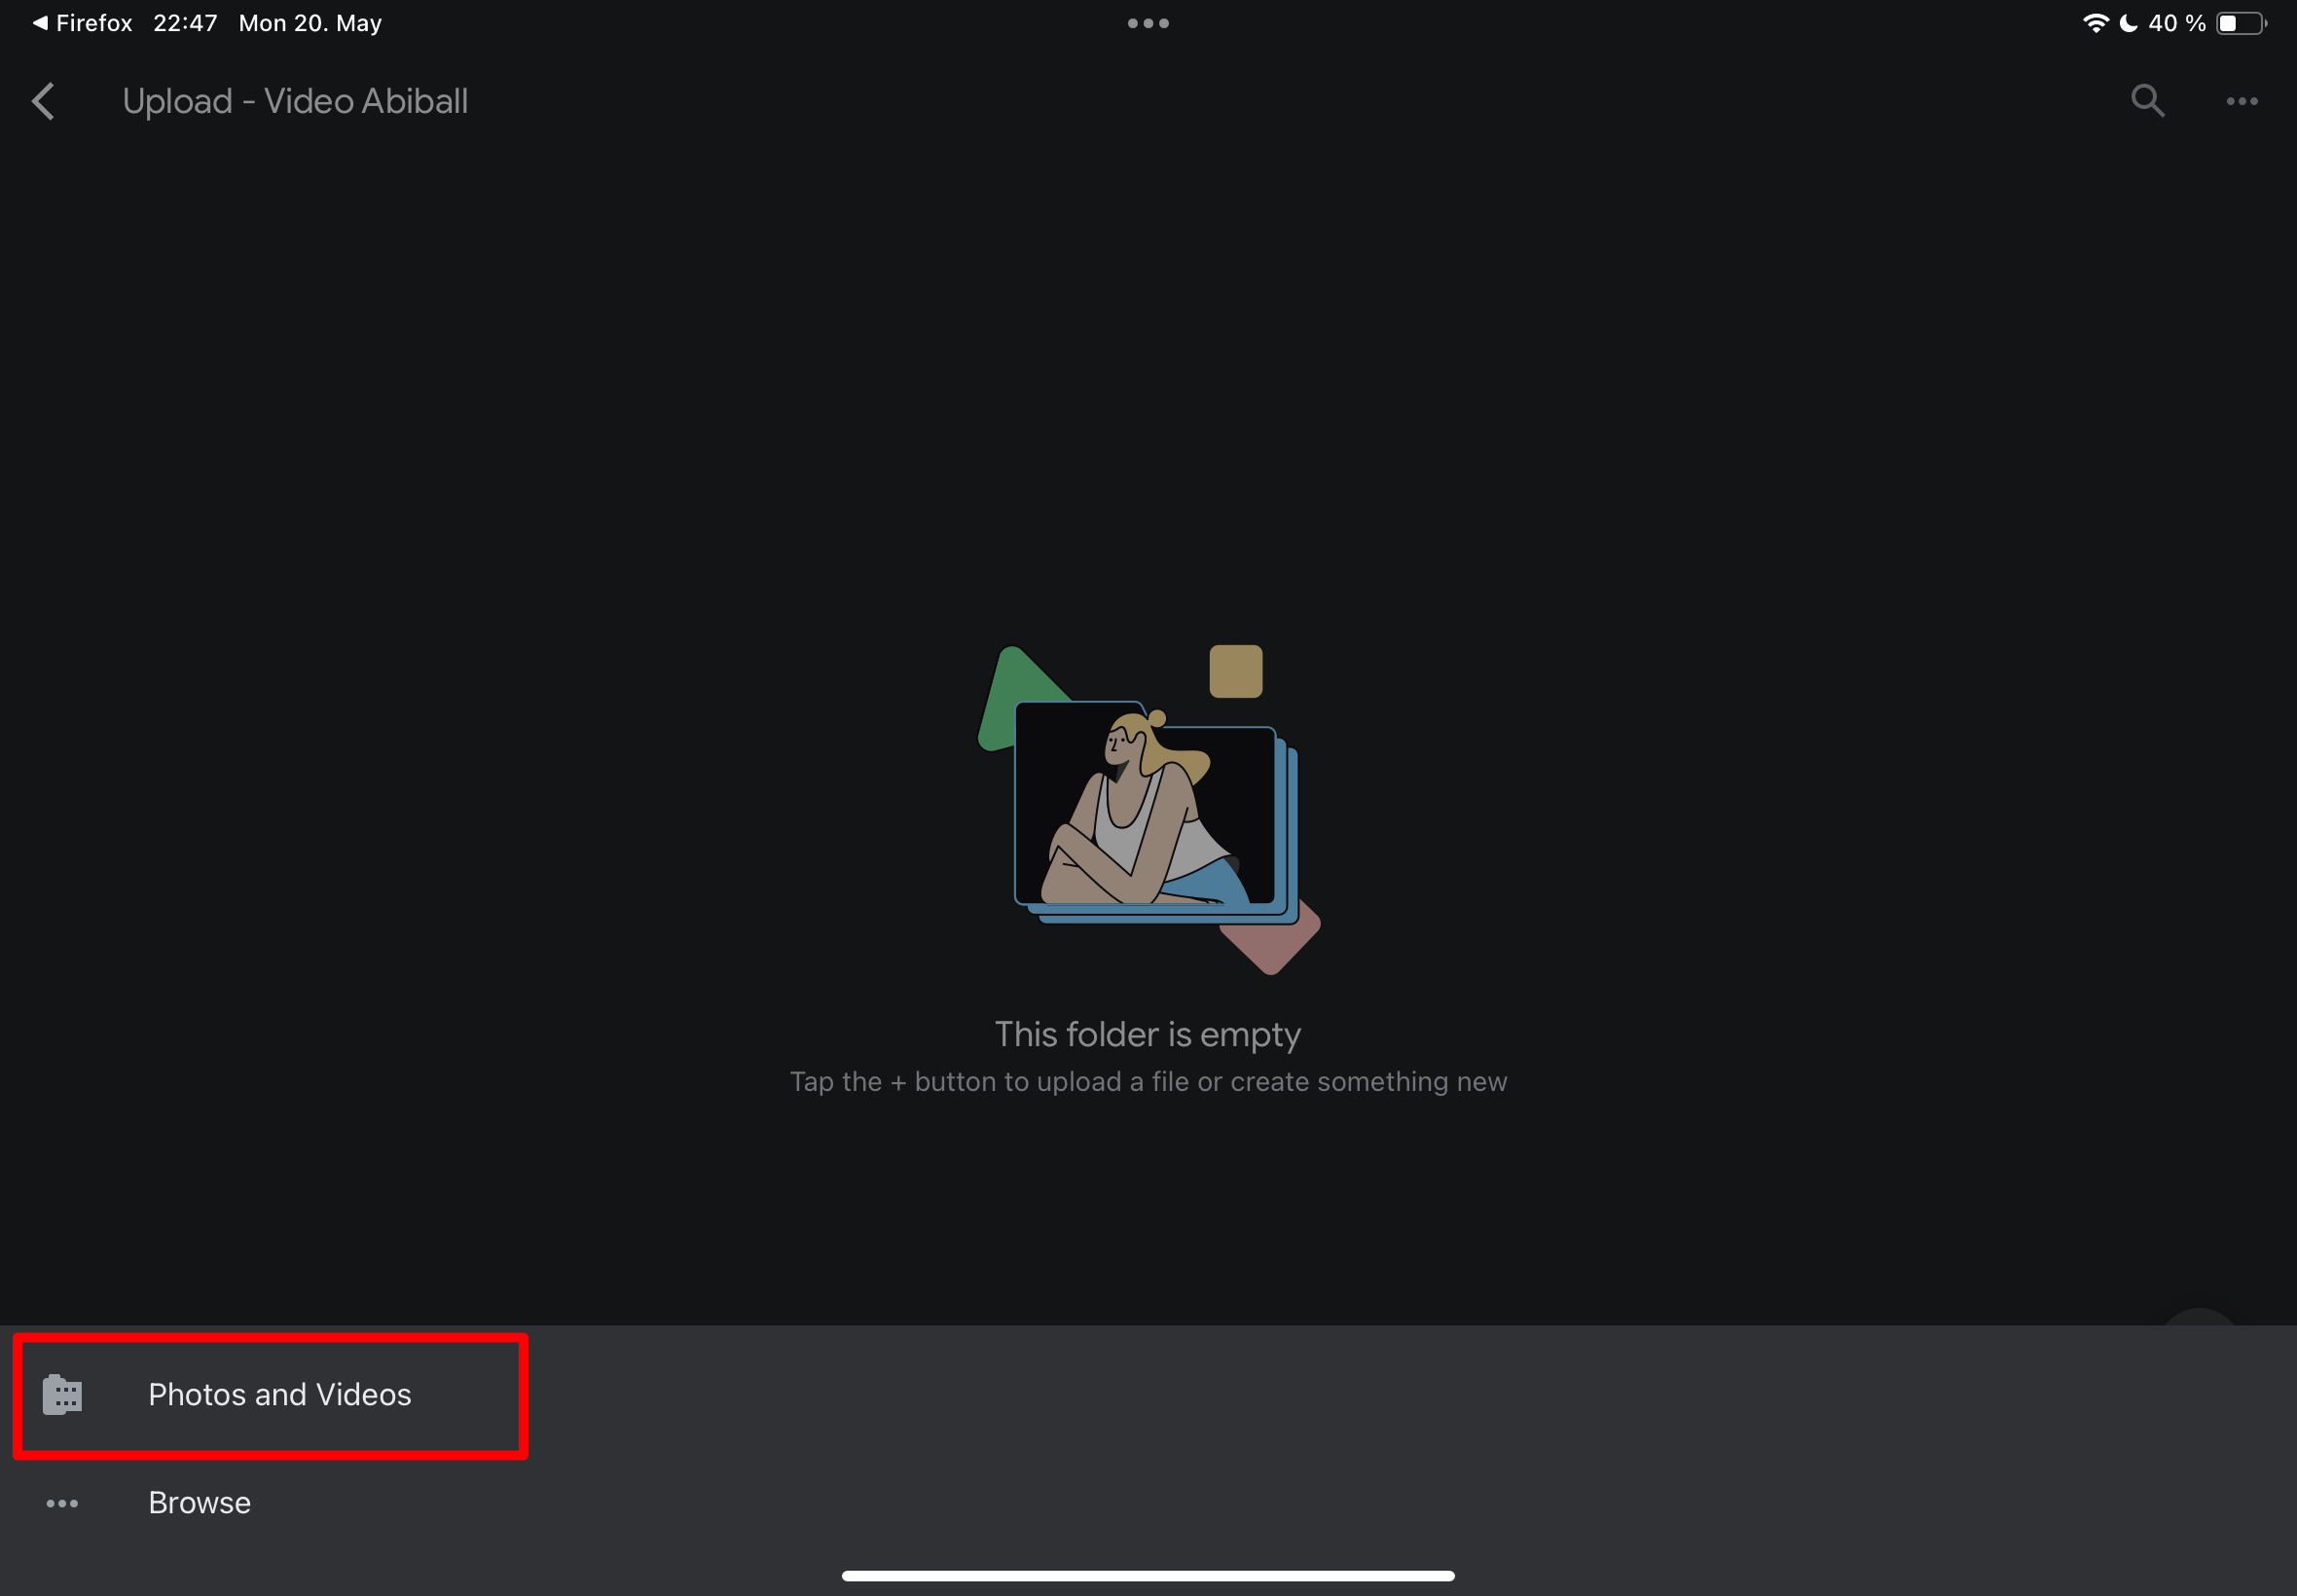 Firefox 22:47 Mon 20. May 40 %
Upload - Video Abiball
This folder is empty
Tap the + button to upload a file or create something new
Photos and Videos
Browse